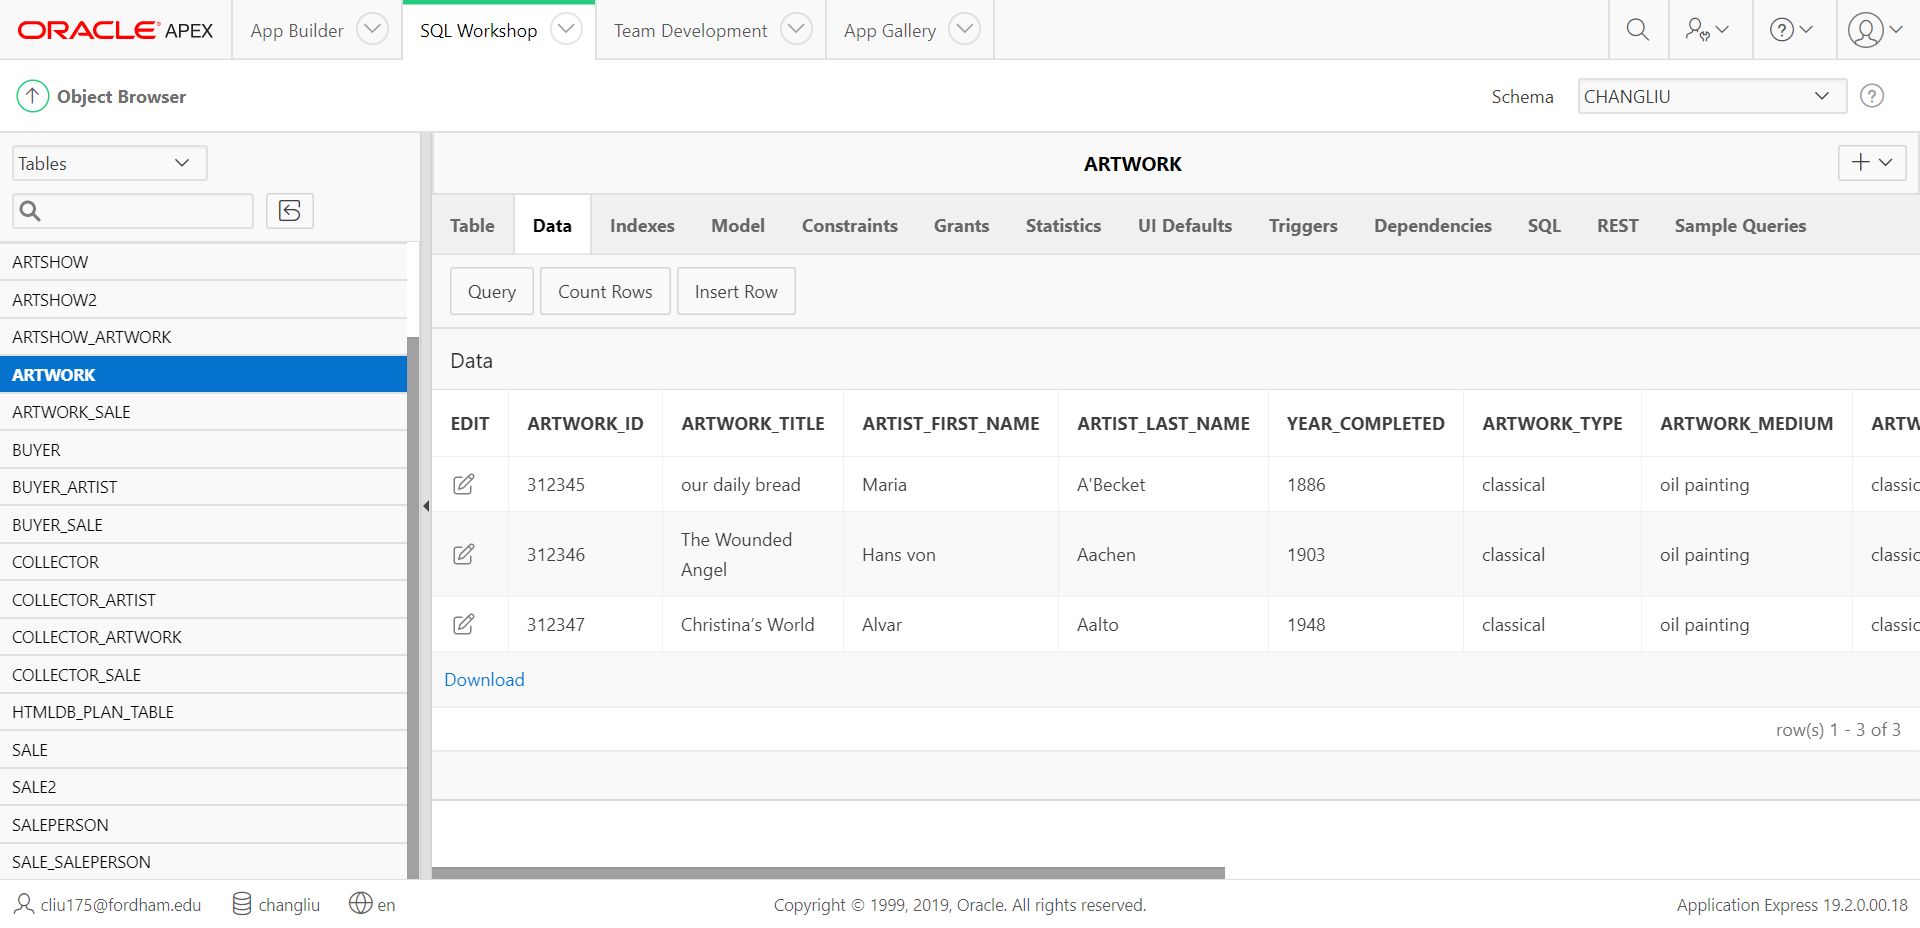 ORACLE APEX App Builder SQL Workshop Team Development App Gallery
Object Browser Schema CHANGLIU
Tables
ARTWORK
Table Data Indexes Model Constraints Grants Statistics UI Defaults Triggers Dependencies SQL REST Sample Queries
Query Count Rows Insert Row
ARTSHOW
ARTSHOW2
ARTSHOW_ARTWORK
ARTWORK
ARTWORK_SALE
BUYER
BUYER_ARTIST
BUYER_SALE
COLLECTOR
COLLECTOR_ARTIST
COLLECTOR_ARTWORK
COLLECTOR_SALE
HTMLDB_PLAN_TABLE
SALE
SALE2
SALEPERSON
SALE_SALEPERSON
Data
EDIT ARTWORK_ID ARTWORK_TITLE ARTIST_FIRST_NAME ARTIST_LAST_NAME YEAR_COMPLETED ARTWORK_TYPE ARTWORK_MEDIUM ARTW
312345 our daily bread Maria A'Becket 1886 classical oil painting classic
312346 The Wounded Angel Hans von Aachen 1903 classical oil painting classic
312347 Christina’s World Alvar Aalto 1948 classical oil painting classic
Download
row(s) 1 - 3 of 3
cliu175@fordham.edu changliu en Copyright © 1999, 2019, Oracle. All rights reserved. Application Express 19.2.0.00.18